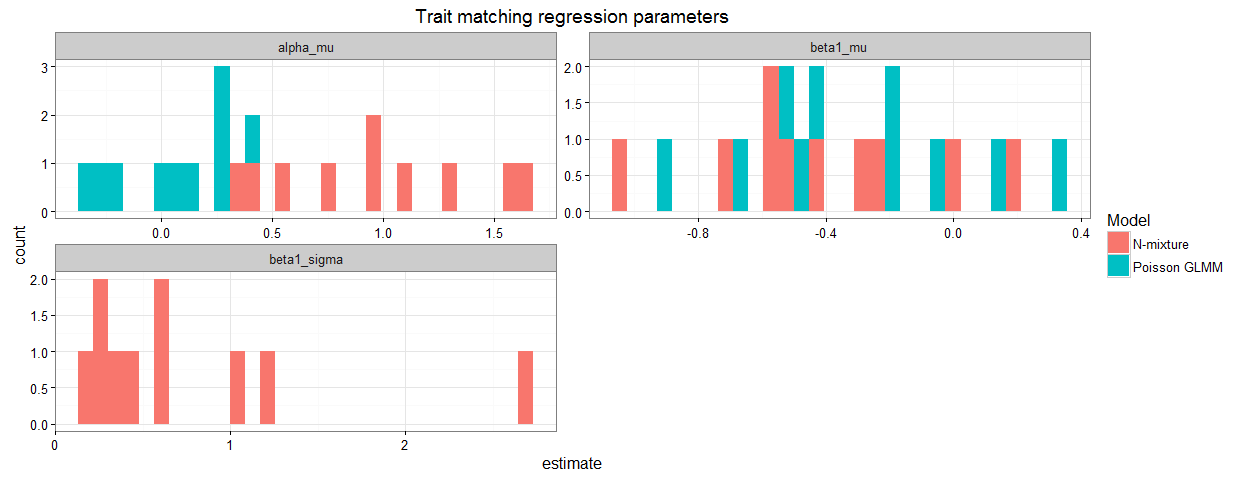 Trait matching regression parameters
alpha_mu
beta1_mu
3
2
1
0
0.0 0.5 1.0 1.5
2.0
1.5
1.0
0.5
0.0
-0.8 -0.4 0.0 0.4
beta1_sigma
2.0
1.5
1.0
0.5
0.0
0 1 2
count
estimate
Model
N-mixture
Poisson GLMM